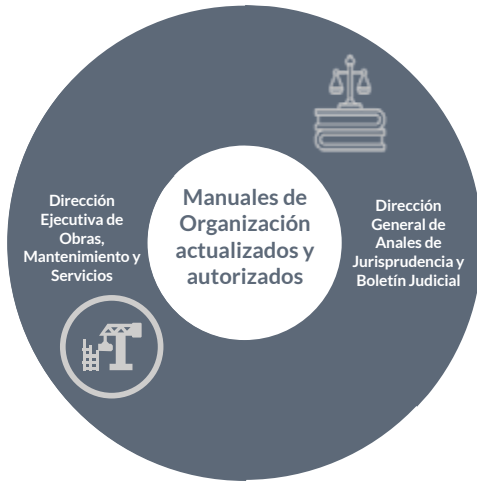 Manuales de
Organización
actualizados y
autorizados
Dirección
Ejecutiva de
Obras,
Mantenimiento y
Servicios
Dirección
General de
Anales de
Jurisprudencia y
Boletín Judicial